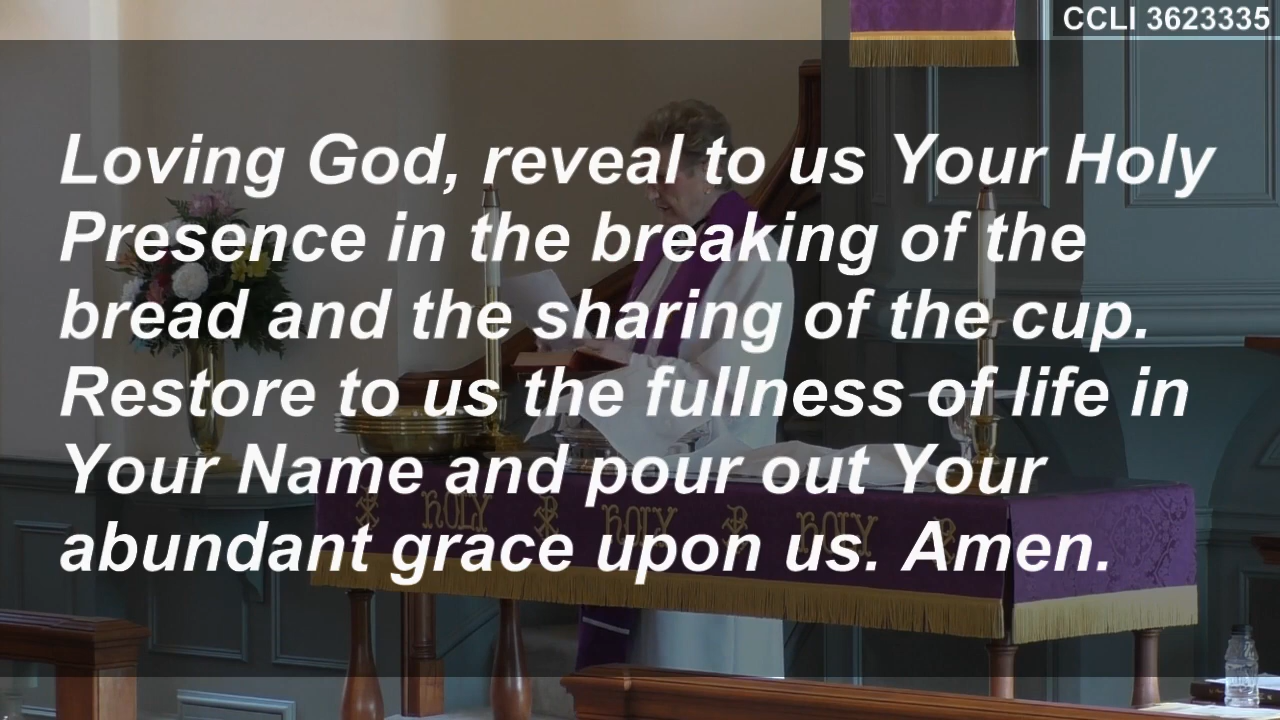 CCLI 3623335
Loving God, reveal to us Your Holy
Presence in the breaking of the
bread and the sharing of the cup.
Restore to us the fullness of life in
Your Name and pour out Your
abundant grace upon us. Amen.
HOLY HOLY HOLY